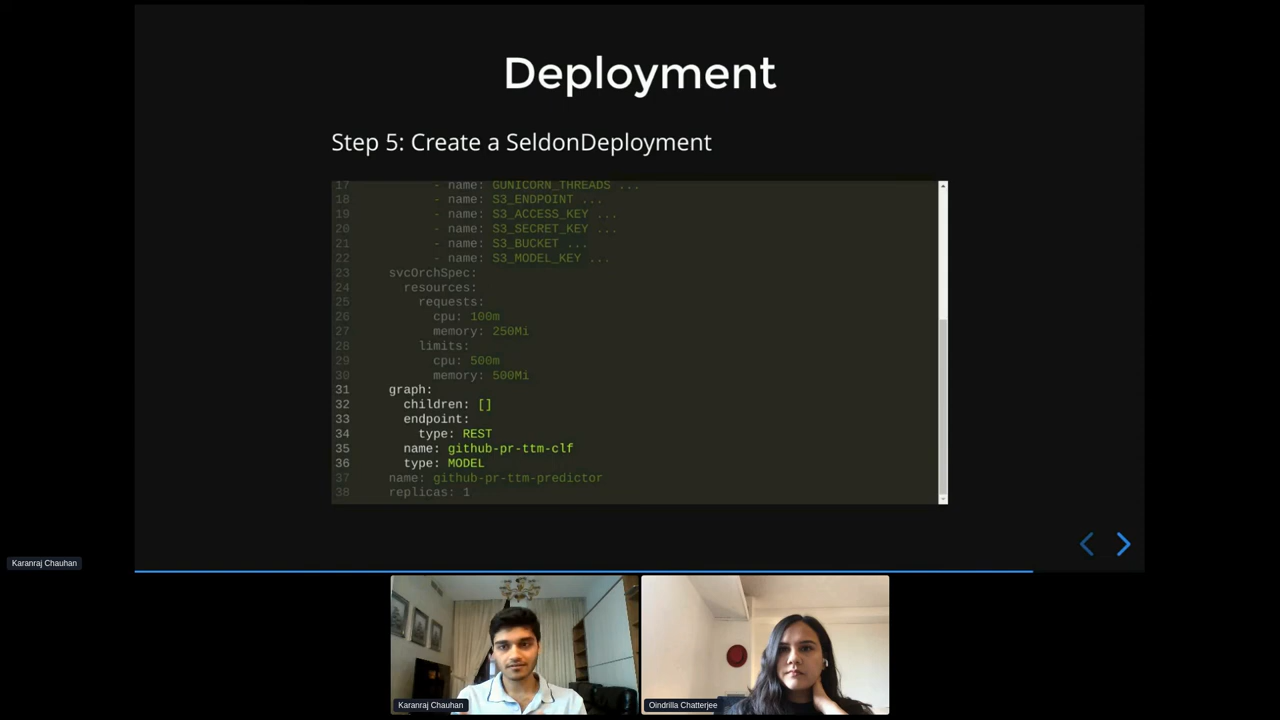 Deployment
Step 5: Create a SeldonDeployment
17 - name: GUNICORN_THREADS ...
18 - name: S3_ENDPOINT ...
19 - name: S3_ACCESS_KEY ...
20 - name: S3_SECRET_KEY ...
21 - name: S3_BUCKET ...
22 - name: S3_MODEL_KEY ...
23 svcOrchSpec:
24 resources:
25 requests:
26 cpu: 100m
27 memory: 250Mi
28 limits:
29 cpu: 500m
30 memory: 500Mi
31 graph:
32 children: []
33 endpoint:
34 type: REST
35 name: github-pr-ttm-clf
36 type: MODEL
37 name: github-pr-ttm-predictor
38 replicas: 1
Karanraj Chauhan
Karanraj Chauhan
Oindrilla Chatterjee